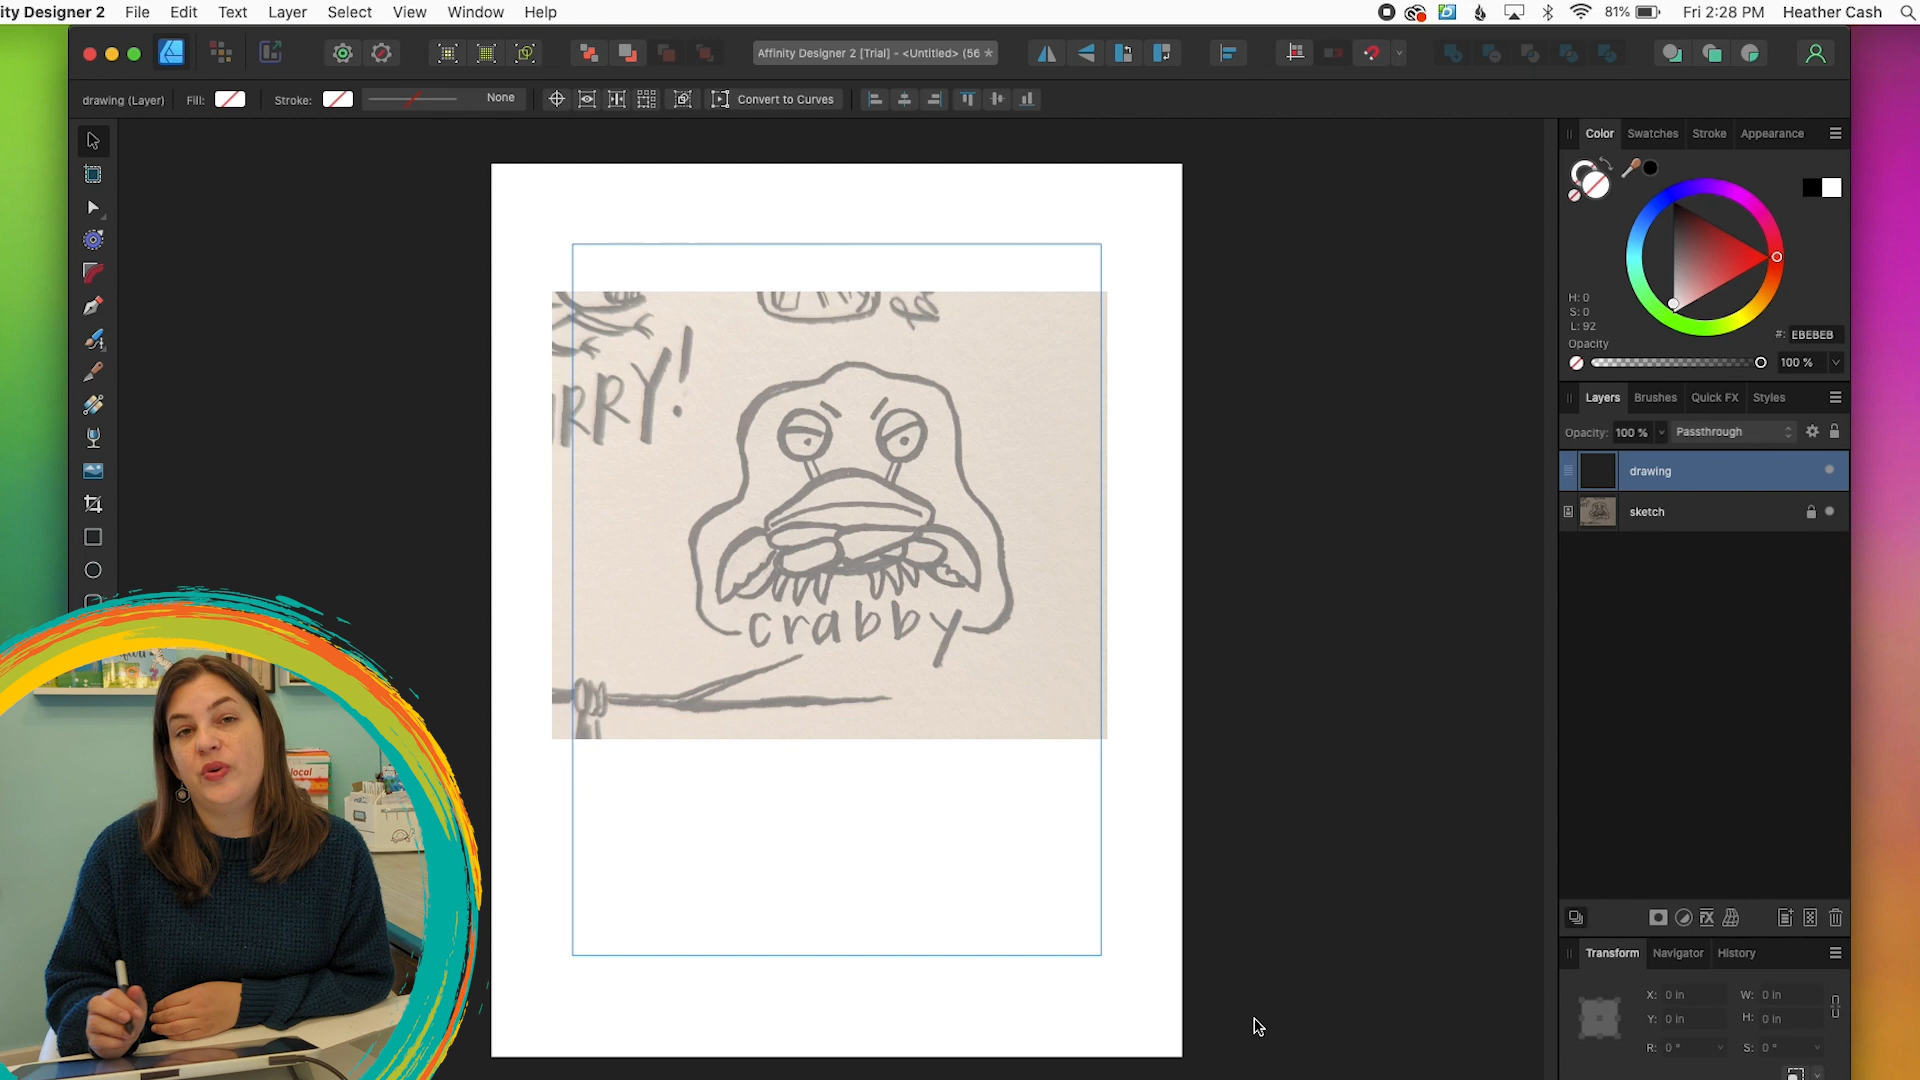 ity Designer 2 File Edit Text Layer Select View Window Help 81% Fri 2:28 PM Heather Cash
Affinity Designer 2 [Trial] - <Untitled> (56 *
drawing (Layer) Fill: Stroke: None Convert to Curves
Color Swatches Stroke Appearance
H: 0
S: 0
L: 92
#: EBEBEB
Opacity
100 %
Layers Brushes Quick FX Styles
Opacity: 100 % Passthrough
drawing
sketch
RRY!
crabby
local
Transform Navigator History
X: 0 in W: 0 in
Y: 0 in H: 0 in
R: 0 ° S: 0 °